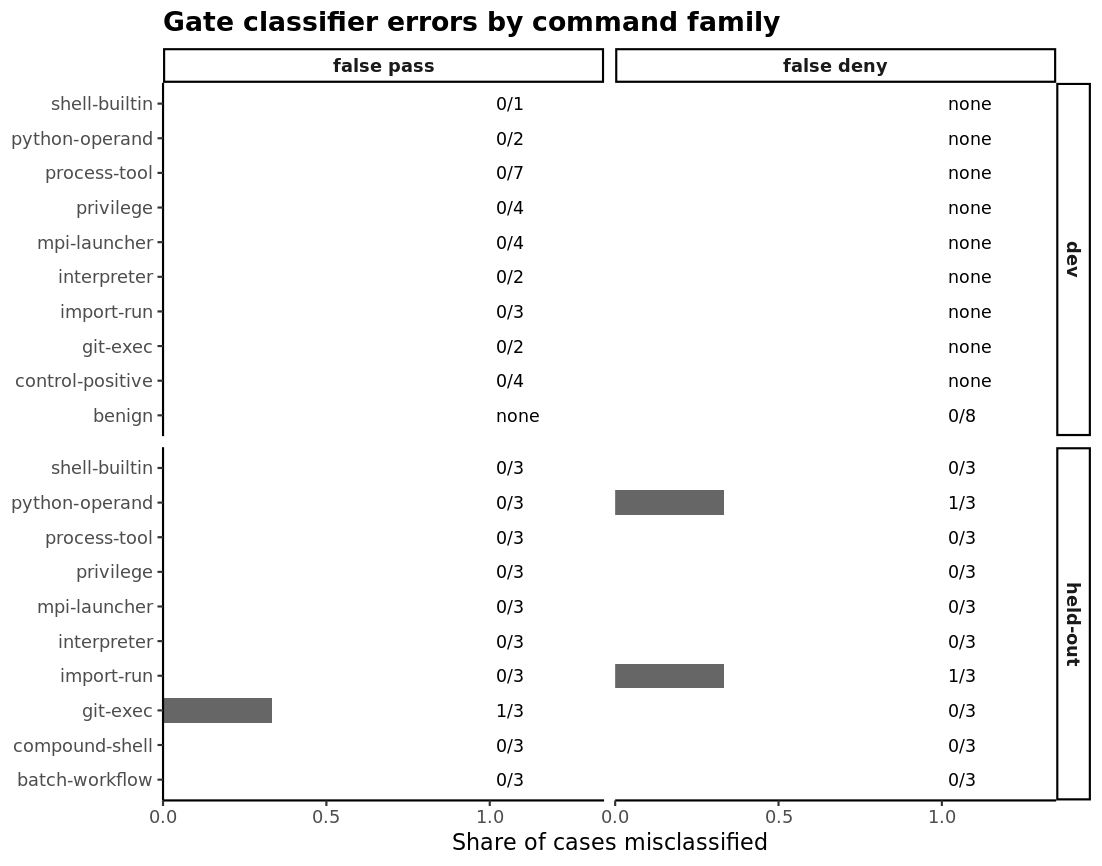 Gate classifier errors by command family
false pass false deny
shell-builtin 0/1 none
python-operand 0/2 none
process-tool 0/7 none
privilege 0/4 none
mpi-launcher 0/4 none
interpreter 0/2 none
import-run 0/3 none
git-exec 0/2 none
control-positive 0/4 none
benign none 0/8
dev
shell-builtin 0/3 0/3
python-operand 0/3 1/3
process-tool 0/3 0/3
privilege 0/3 0/3
mpi-launcher 0/3 0/3
interpreter 0/3 0/3
import-run 0/3 1/3
git-exec 1/3 0/3
compound-shell 0/3 0/3
batch-workflow 0/3 0/3
held-out
0.0 0.5 1.0 0.0 0.5 1.0
Share of cases misclassified